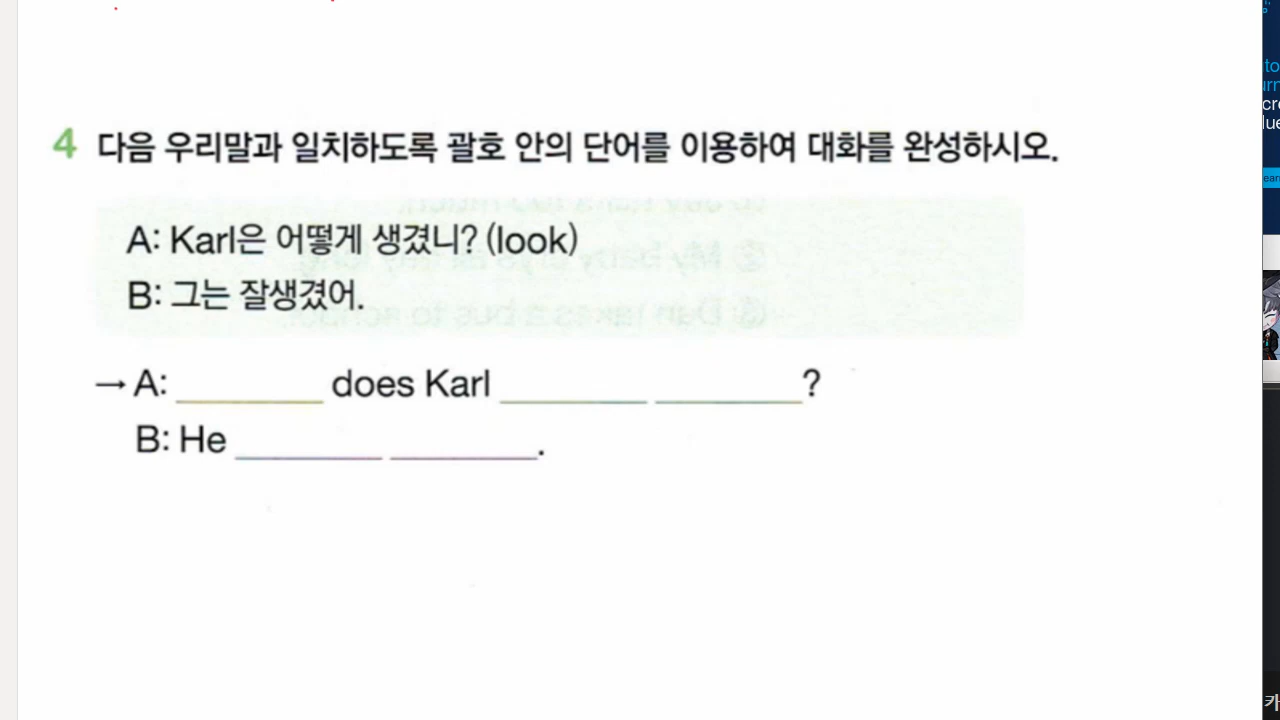 4 다음 우리말과 일치하도록 괄호 안의 단어를 이용하여 대화를 완성하시오.
A: Karl은 어떻게 생겼니? (look)
B: 그는 잘생겼어.
→ A: ________ does Karl ________ ________?
B: He ________ ________.